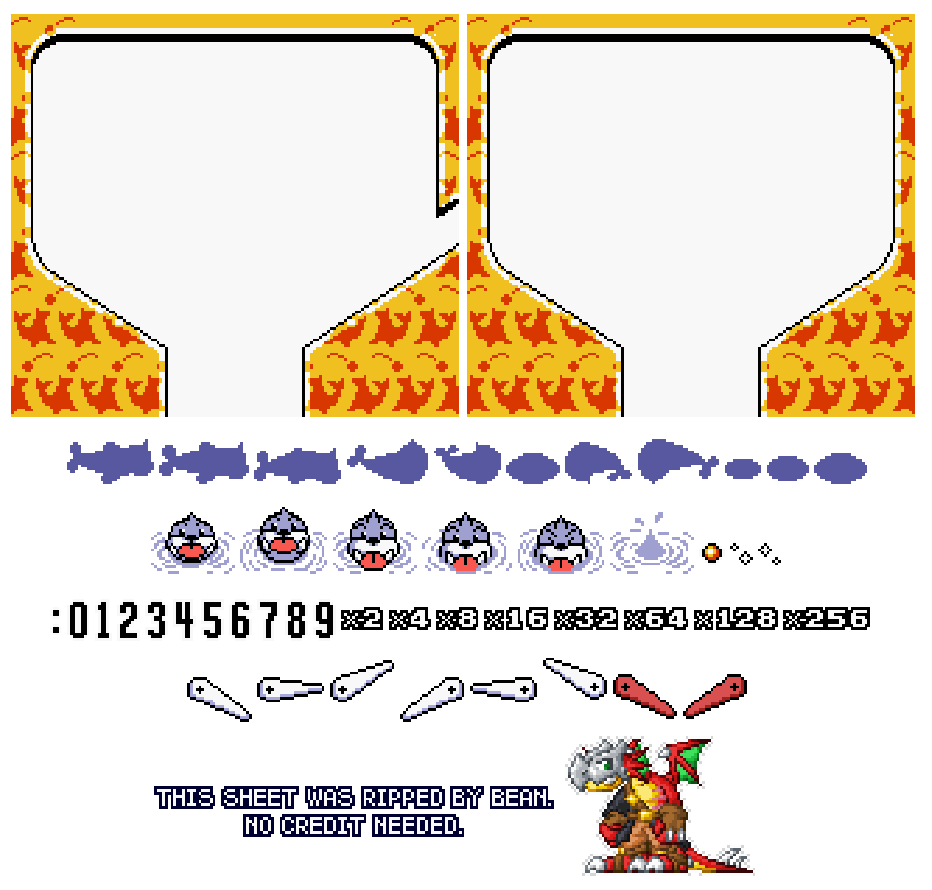 :0123456789 x2 x4 x8 x16 x32 x64 x128 x256
THIS SHEET WAS RIPPED BY BEAN.
NO CREDIT NEEDED.